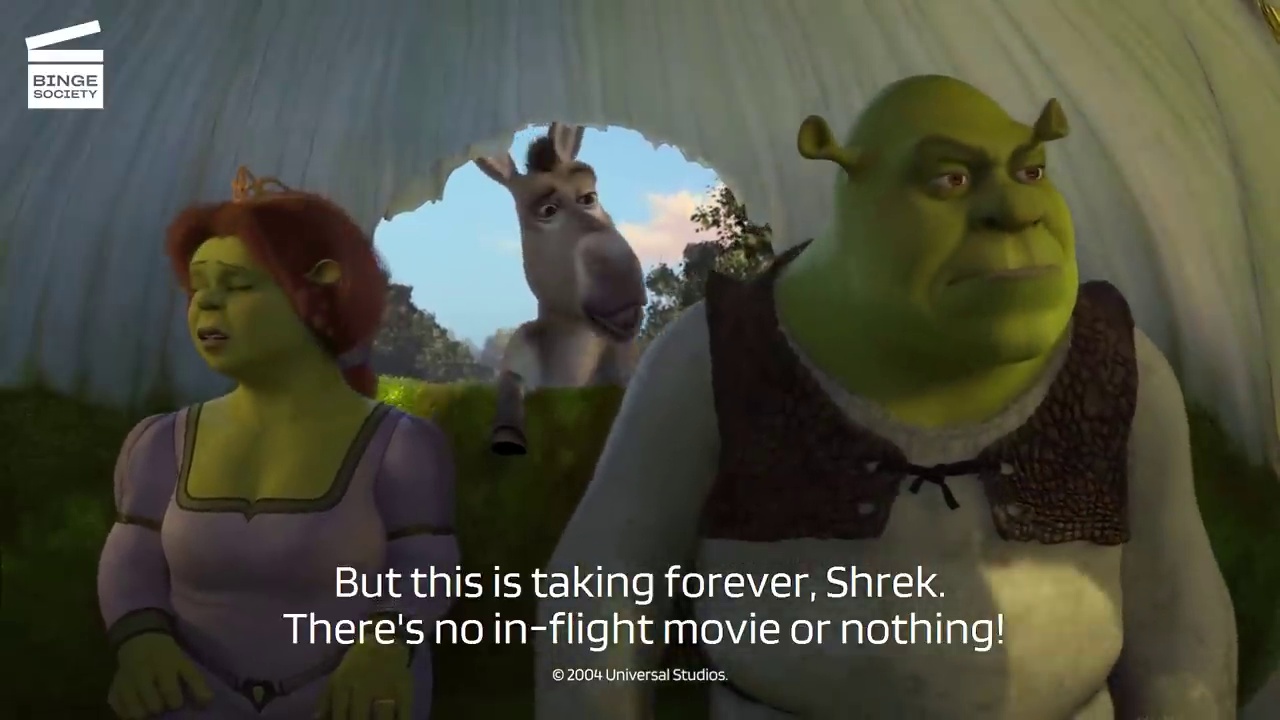 BINGE
SOCIETY
But this is taking forever, Shrek.
There's no in-flight movie or nothing!
© 2004 Universal Studios.